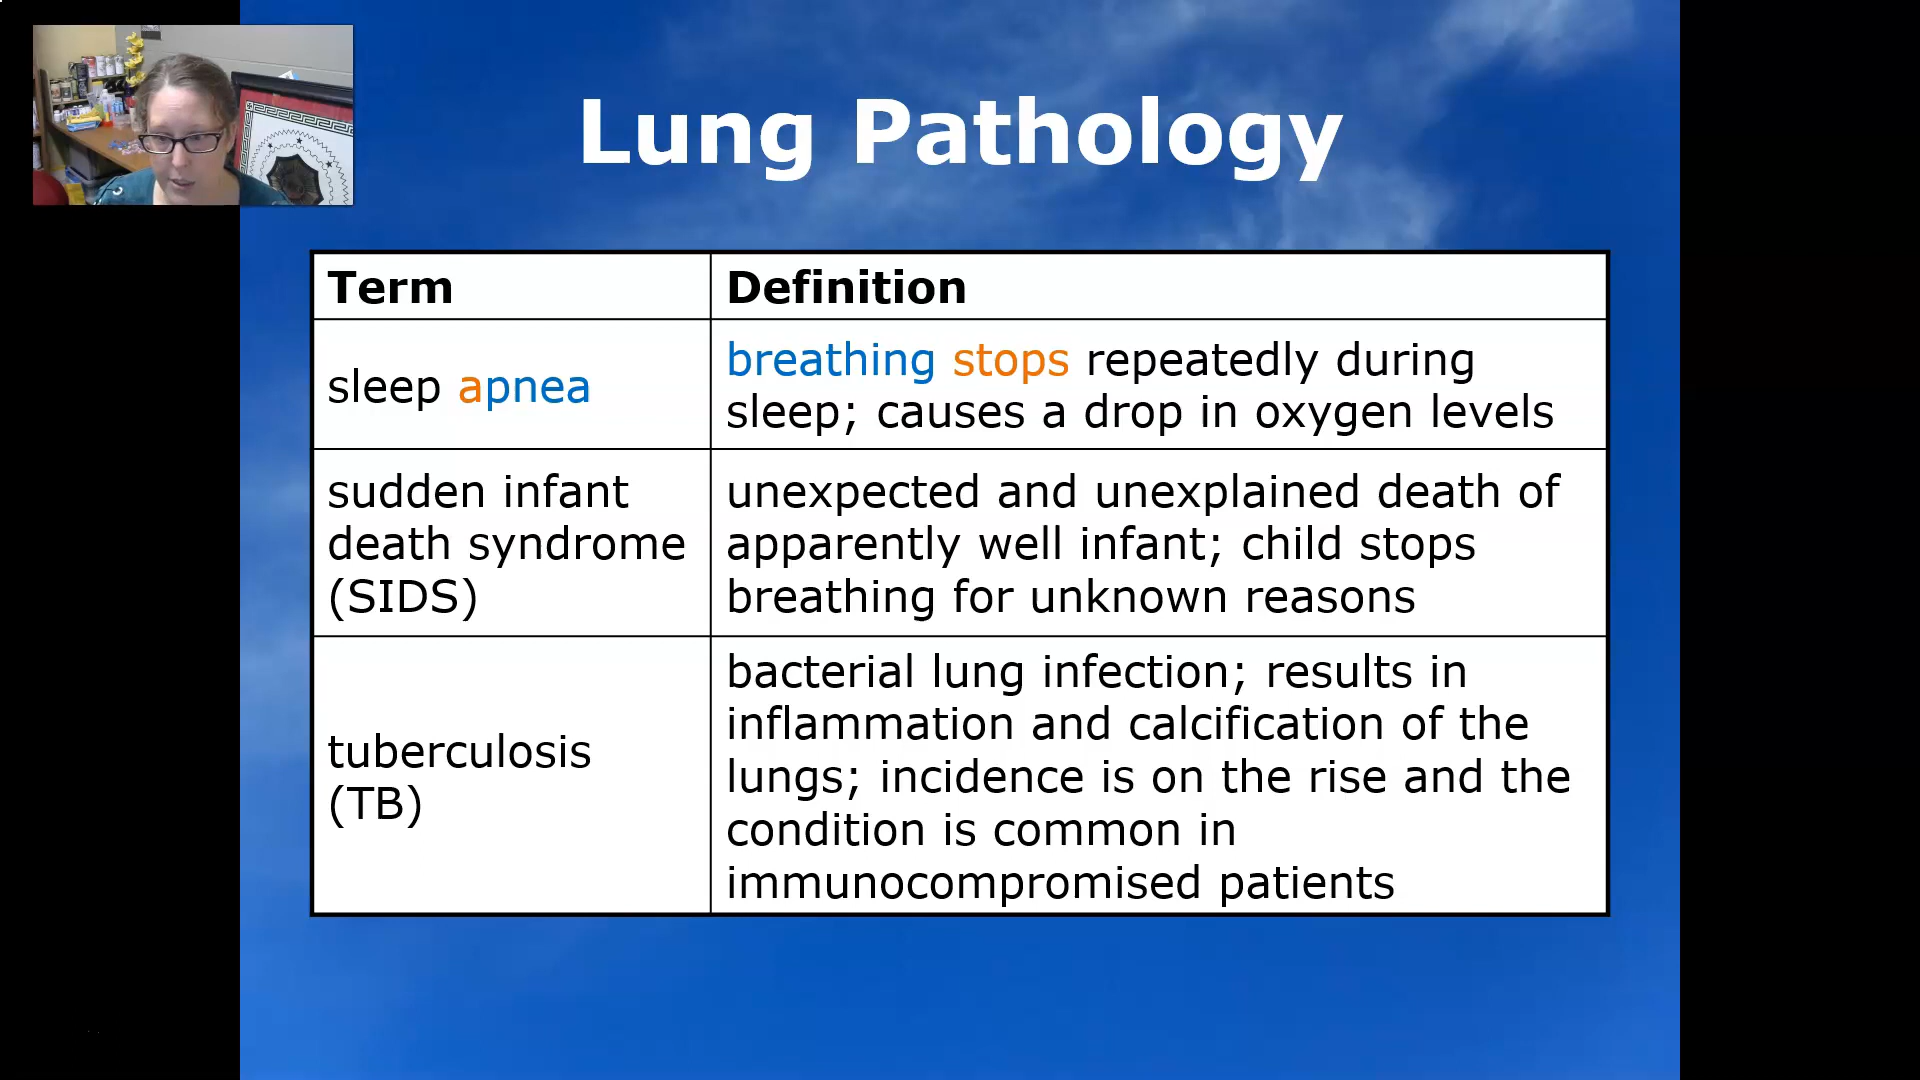 Lung Pathology
Term
Definition
sleep apnea
breathing stops repeatedly during
sleep; causes a drop in oxygen levels
sudden infant
death syndrome
(SIDS)
unexpected and unexplained death of
apparently well infant; child stops
breathing for unknown reasons
tuberculosis
(TB)
bacterial lung infection; results in
inflammation and calcification of the
lungs; incidence is on the rise and the
condition is common in
immunocompromised patients